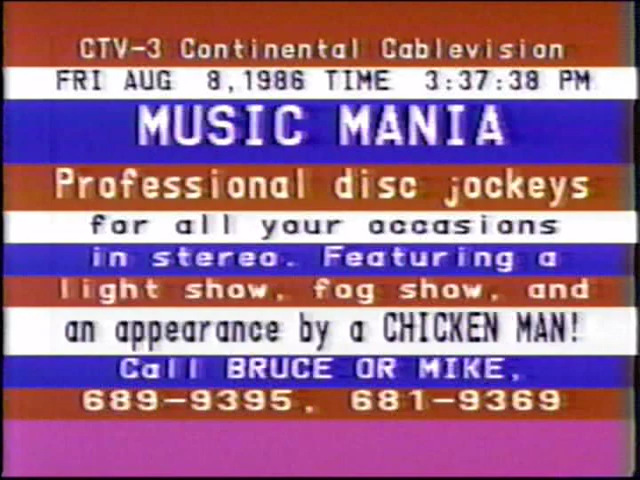 CTV-3 Continental Cablevision
FRI AUG 8,1986 TIME 3:37:38 PM
MUSIC MANIA
Professional disc jockeys
for all your occasions
in stereo. Featuring a
light show, fog show, and
an appearance by a CHICKEN MAN!
Call BRUCE OR MIKE,
689-9395, 681-9369